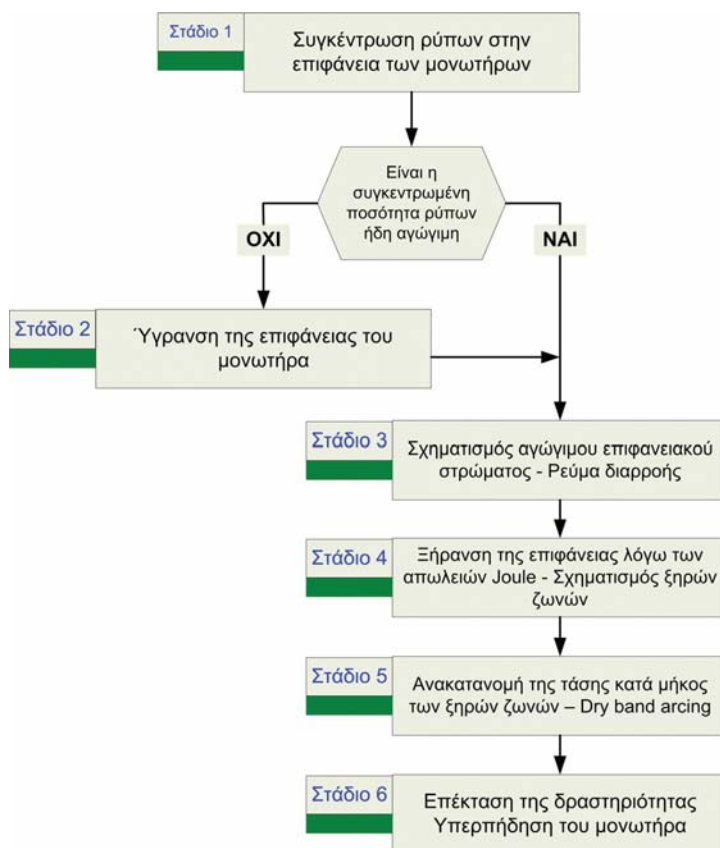 Στάδιο 1
Συγκέντρωση ρύπων στην
επιφάνεια των μονωτήρων
Είναι η
συγκεντρωμένη
ποσότητα ρύπων
ήδη αγώγιμη
ΟΧΙ
ΝΑΙ
Στάδιο 2
Ύγρανση της επιφάνειας του
μονωτήρα
Στάδιο 3
Σχηματισμός αγώγιμου επιφανειακού
στρώματος - Ρεύμα διαρροής
Στάδιο 4
Ξήρανση της επιφάνειας λόγω των
απωλειών Joule - Σχηματισμός ξηρών
ζωνών
Στάδιο 5
Ανακατανομή της τάσης κατά μήκος
των ξηρών ζωνών – Dry band arcing
Στάδιο 6
Επέκταση της δραστηριότητας
Υπερπήδηση του μονωτήρα